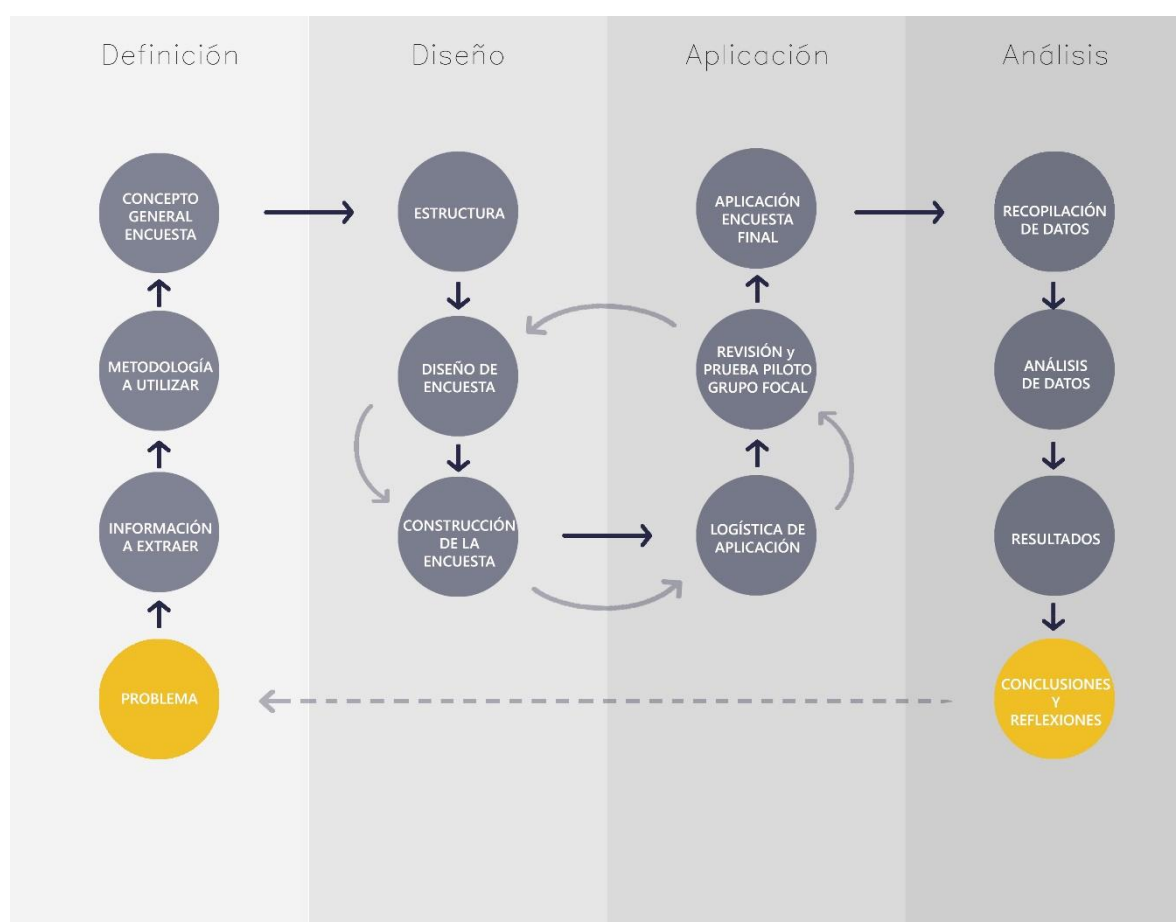 Definición
Diseño
Aplicación
Análisis
CONCEPTO
GENERAL
ENCUESTA
METODOLOGÍA
A UTILIZAR
INFORMACIÓN
A EXTRAER
PROBLEMA
ESTRUCTURA
DISEÑO DE
ENCUESTA
CONSTRUCCIÓN
DE LA
ENCUESTA
APLICACIÓN
ENCUESTA
FINAL
REVISIÓN y
PRUEBA PILOTO
GRUPO FOCAL
LOGÍSTICA DE
APLICACIÓN
RECOPILACIÓN
DE DATOS
ANÁLISIS
DE DATOS
RESULTADOS
CONCLUSIONES
Y
REFLEXIONES